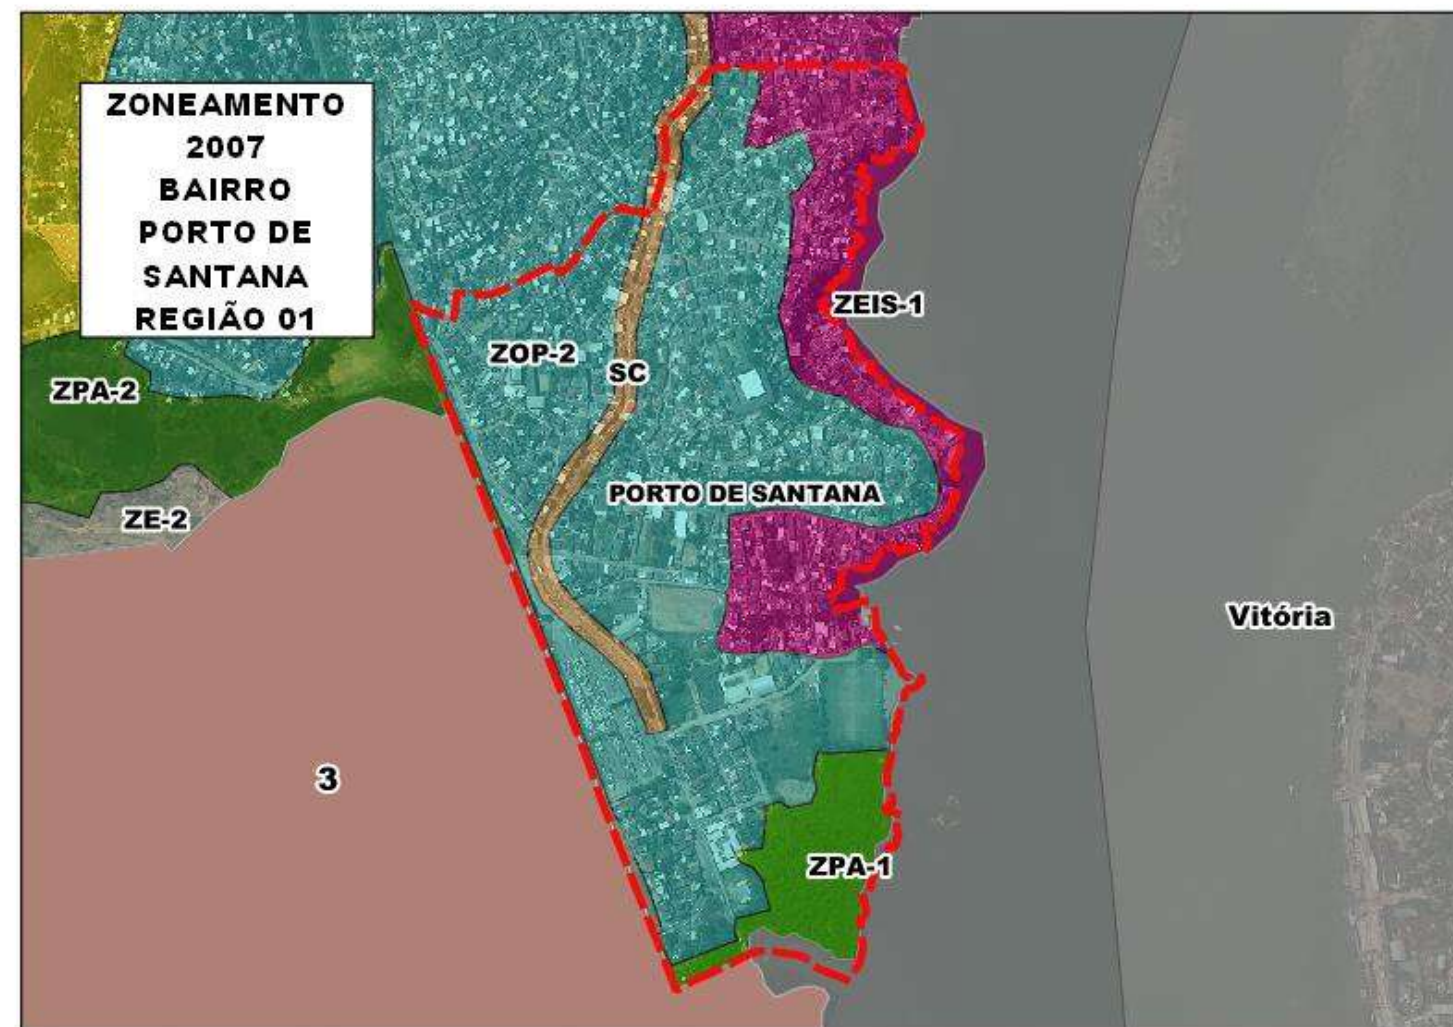 ZONEAMENTO
2007
BAIRRO
PORTO DE
SANTANA
REGIÃO 01
ZEIS-1
ZOP-2
SC
ZPA-2
PORTO DE SANTANA
ZE-2
Vitória
3
ZPA-1